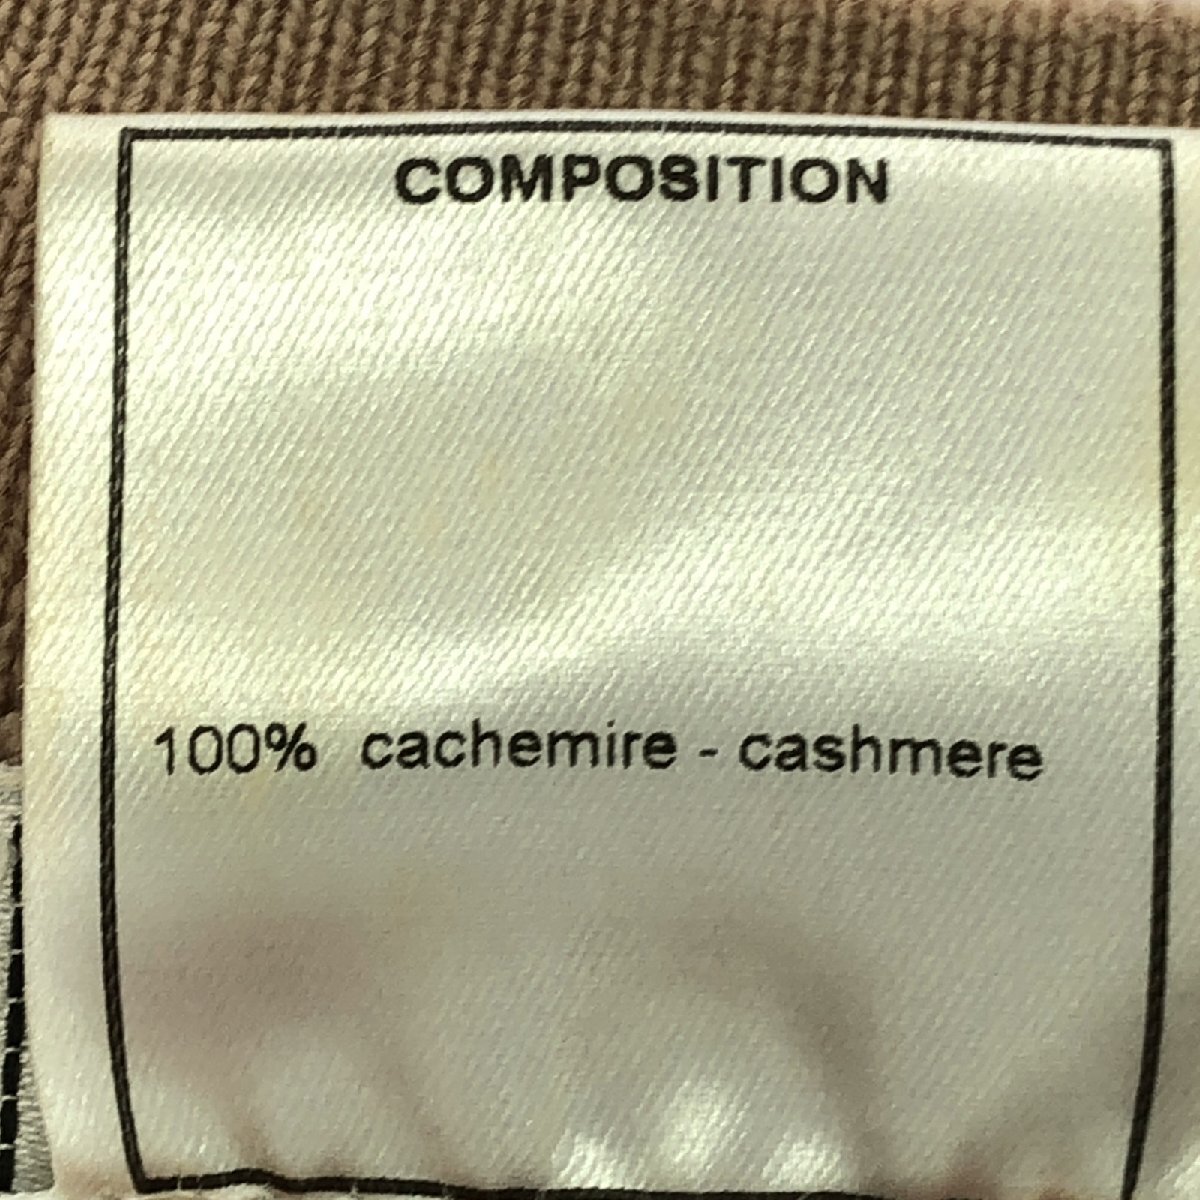 COMPOSITION
100% cachemire - cashmere